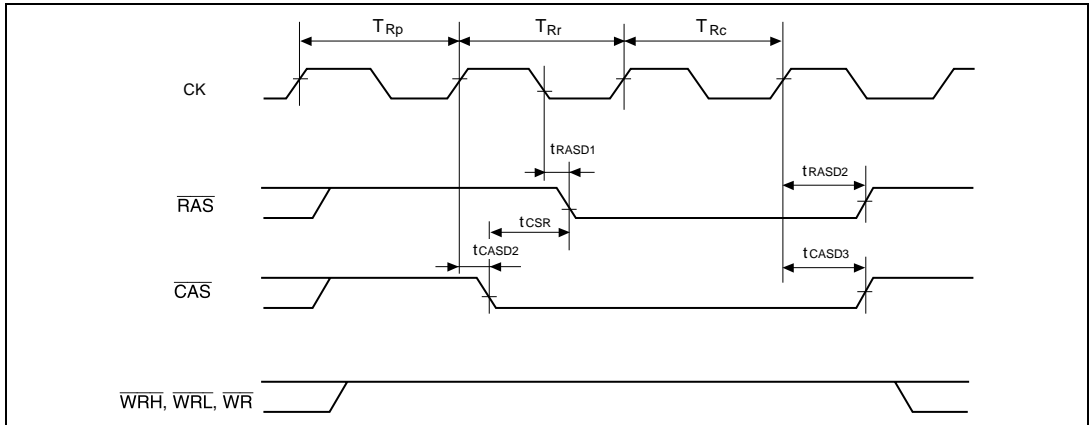 TRp TRr TRc
CK
tRASD1
tRASD2
RAS
tCSR
tCASD2
tCASD3
CAS
WRH, WRL, WR